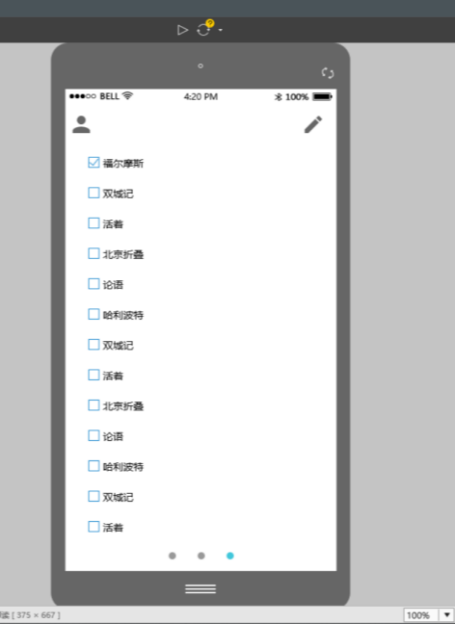 BELL 4:20 PM 100%
福尔摩斯
双城记
活着
北京折叠
论语
哈利波特
双城记
活着
北京折叠
论语
哈利波特
双城记
活着
[ 375 × 667 ]
100%